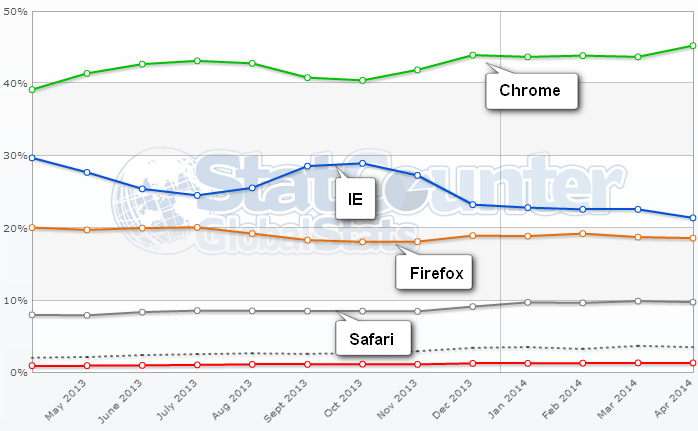 50%
40%
Chrome
30%
StatCounter
IE
20%
GlobalStats
Firefox
10%
Safari
0%
May 2013
June 2013
July 2013
Aug 2013
Sept 2013
Oct 2013
Nov 2013
Dec 2013
Jan 2014
Feb 2014
Mar 2014
Apr 2014